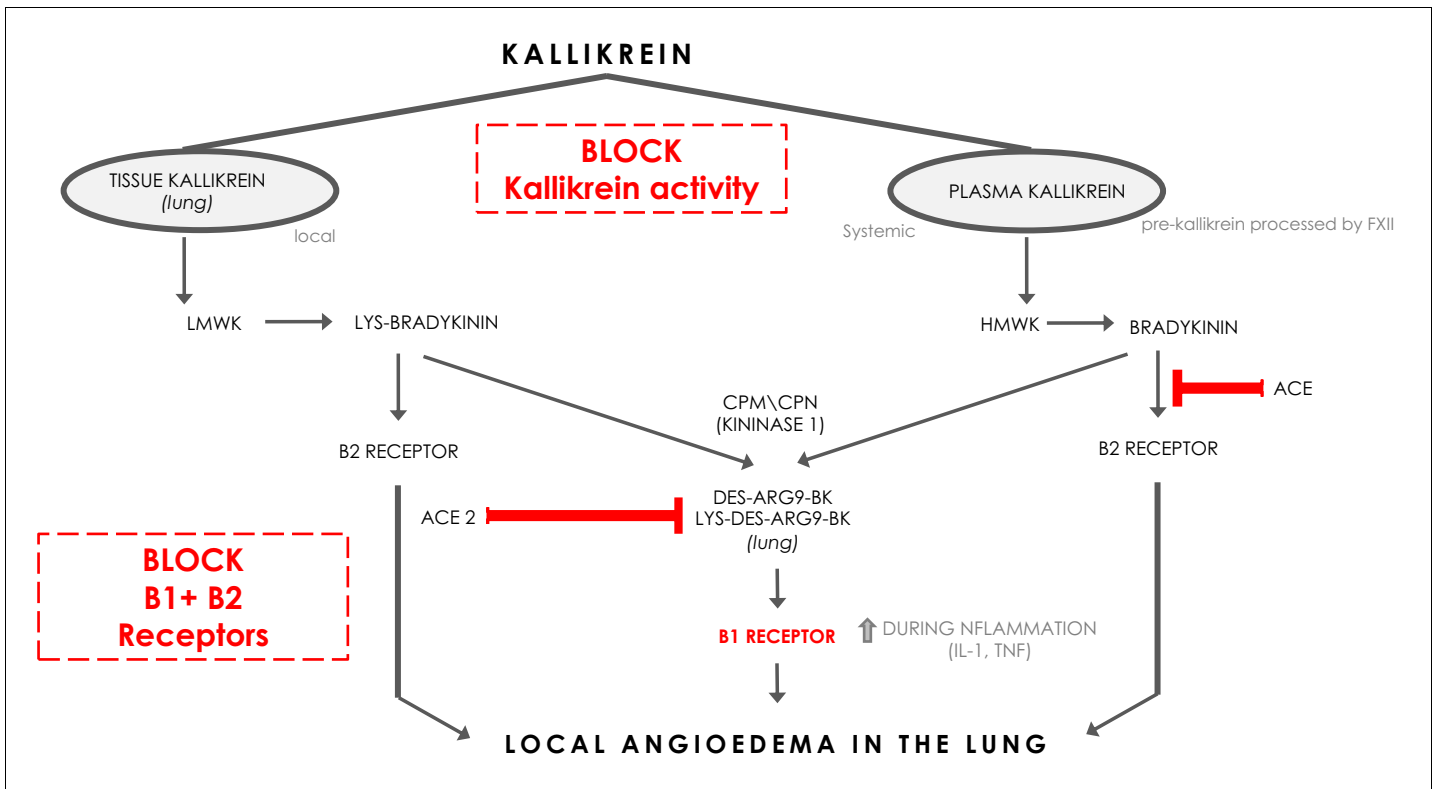 KALLIKREIN
BLOCK
Kallikrein activity
TISSUE KALLIKREIN
(lung)
local
PLASMA KALLIKREIN
Systemic
pre-kallikrein processed by FXII
LMWK
LYS-BRADYKININ
HMWK
BRADYKININ
ACE
CPM\CPN
(KININASE 1)
B2 RECEPTOR
B2 RECEPTOR
ACE 2
DES-ARG9-BK
LYS-DES-ARG9-BK
(lung)
BLOCK
B1+ B2
Receptors
B1 RECEPTOR
DURING NFLAMMATION
(IL-1, TNF)
LOCAL ANGIOEDEMA IN THE LUNG